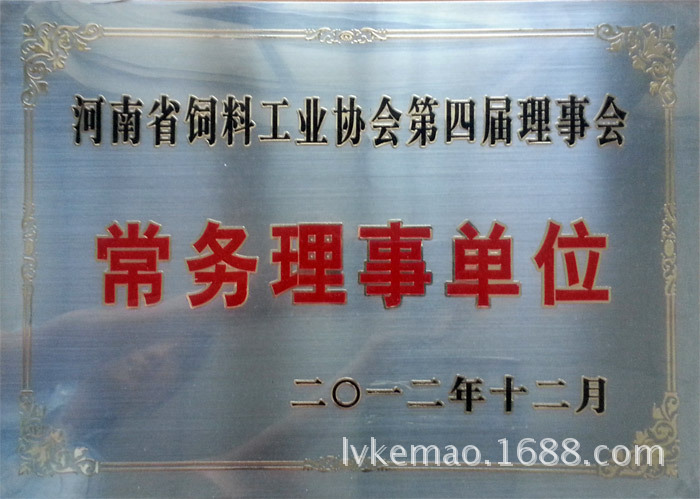 河南省饲料工业协会第四届理事会
常务理事单位
二〇一二年十二月
lvkemao.1688.com